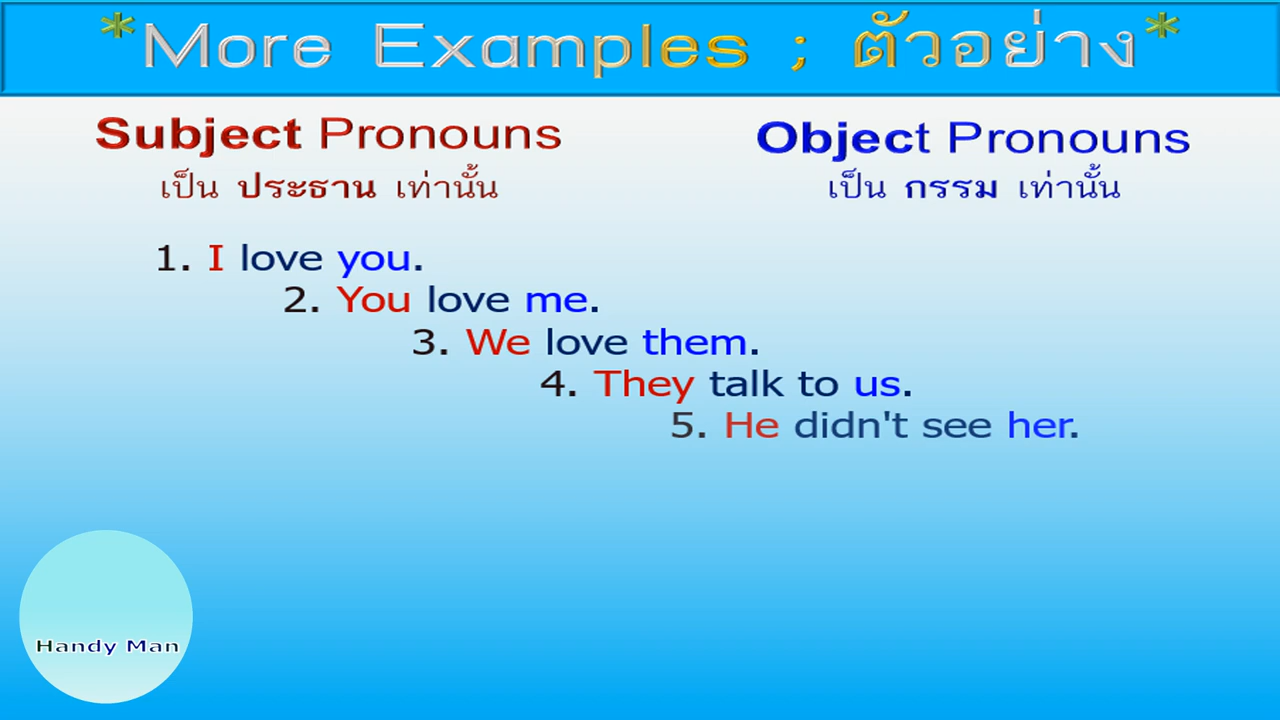 *More Examples ; ตัวอย่าง*
Subject Pronouns
เป็น ประธาน เท่านั้น
Object Pronouns
เป็น กรรม เท่านั้น
1. I love you.
2. You love me.
3. We love them.
4. They talk to us.
5. He didn't see her.
Handy Man